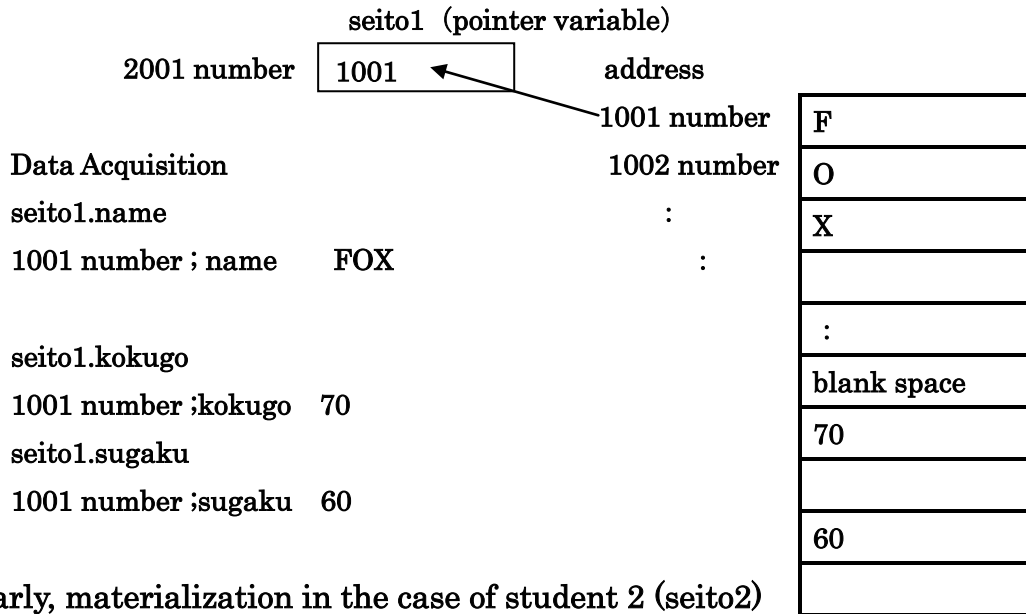 seito1 (pointer variable)
2001 number 1001 address
1001 number F
Data Acquisition 1002 number O
seito1.name : X
1001 number ; name FOX :
:
seito1.kokugo
blank space
1001 number ;kokugo 70
70
seito1.sugaku
1001 number ;sugaku 60
60
arly, materialization in the case of student 2 (seito2)